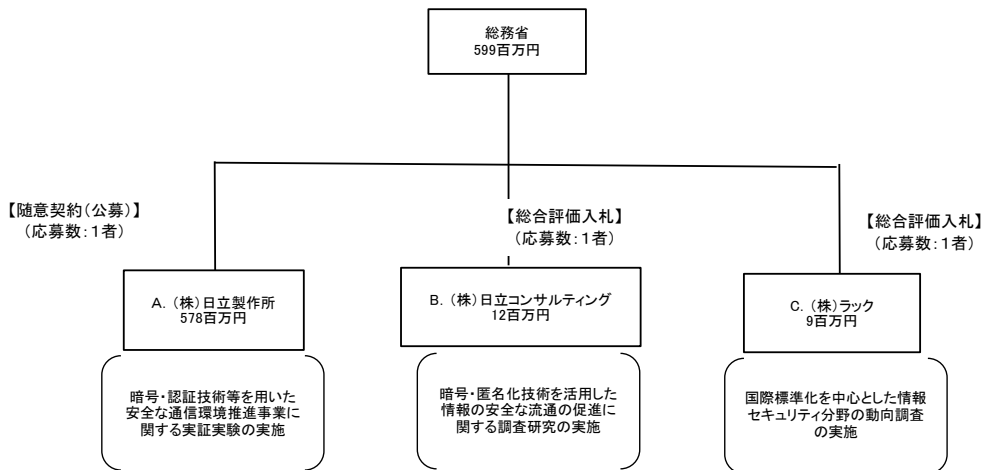 総務省
599百万円
【随意契約(公募)】
(応募数:1者)
【総合評価入札】
(応募数:1者)
【総合評価入札】
(応募数:1者)
A. (株)日立製作所
578百万円
B. (株)日立コンサルティング
12百万円
C. (株)ラック
9百万円
暗号・認証技術等を用いた
安全な通信環境推進事業に
関する実証実験の実施
暗号・匿名化技術を活用した
情報の安全な流通の促進に
関する調査研究の実施
国際標準化を中心とした情報
セキュリティ分野の動向調査
の実施